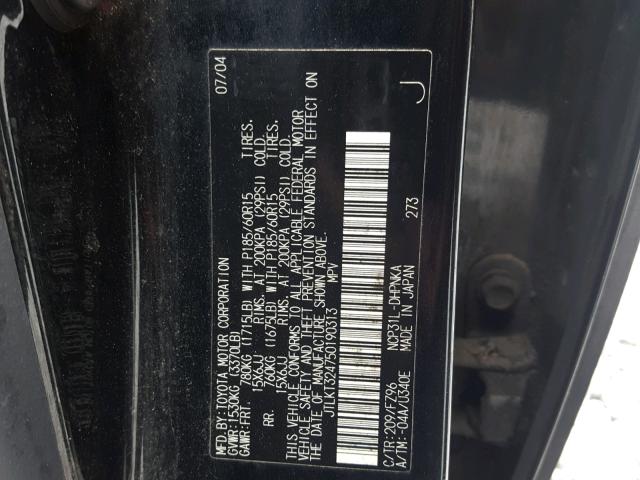 MFD.BY:TOYOTA MOTOR CORPORATION 07/04
GVWR:1530KG (3370LB)
GAWR:FRT. 780KG (1715LB) WITH P185/60R15 TIRES.
15X6JJ RIMS. AT 200KPA (29PSI) COLD.
RR. 760KG (1675LB) WITH P185/60R15 TIRES.
15X6JJ RIMS. AT 200KPA (29PSI) COLD.
THIS VEHICLE CONFORMS TO ALL APPLICABLE FEDERAL MOTOR
VEHICLE SAFETY AND THEFT PREVENTION STANDARDS IN EFFECT ON
THE DATE OF MANUFACTURE SHOWN ABOVE.
JTLKT324750190313 MPV
C/TR:209/FZ96 NCP31L-DHPNKA
A/TM:-04A/U340E MADE IN JAPAN 273
J